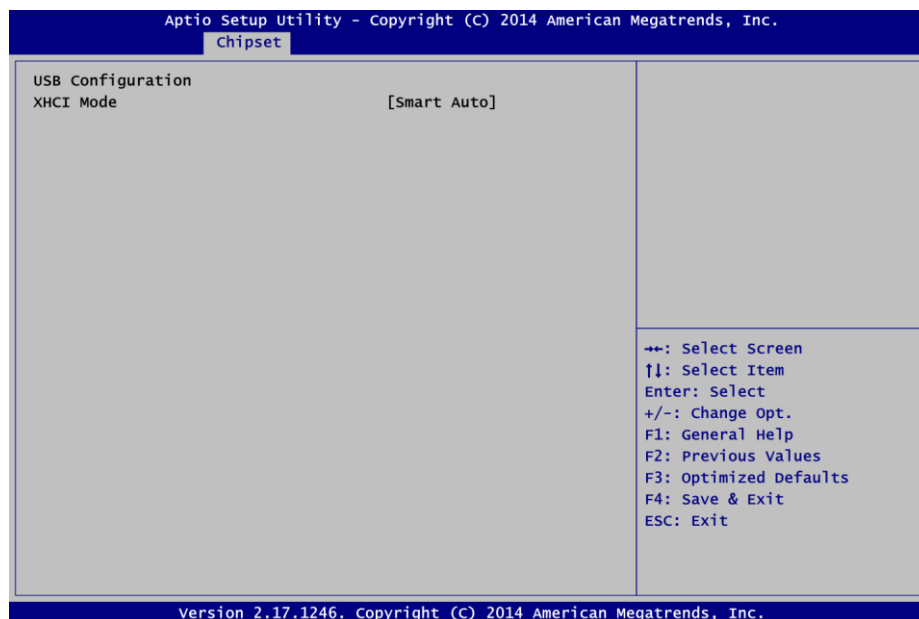 Aptio Setup Utility – Copyright (C) 2014 American Megatrends, Inc.
Chipset
USB Configuration
XHCI Mode [Smart Auto]
→←: Select Screen
↑↓: Select Item
Enter: Select
+/-: Change Opt.
F1: General Help
F2: Previous Values
F3: Optimized Defaults
F4: Save & Exit
ESC: Exit
Version 2.17.1246. Copyright (C) 2014 American Megatrends, Inc.